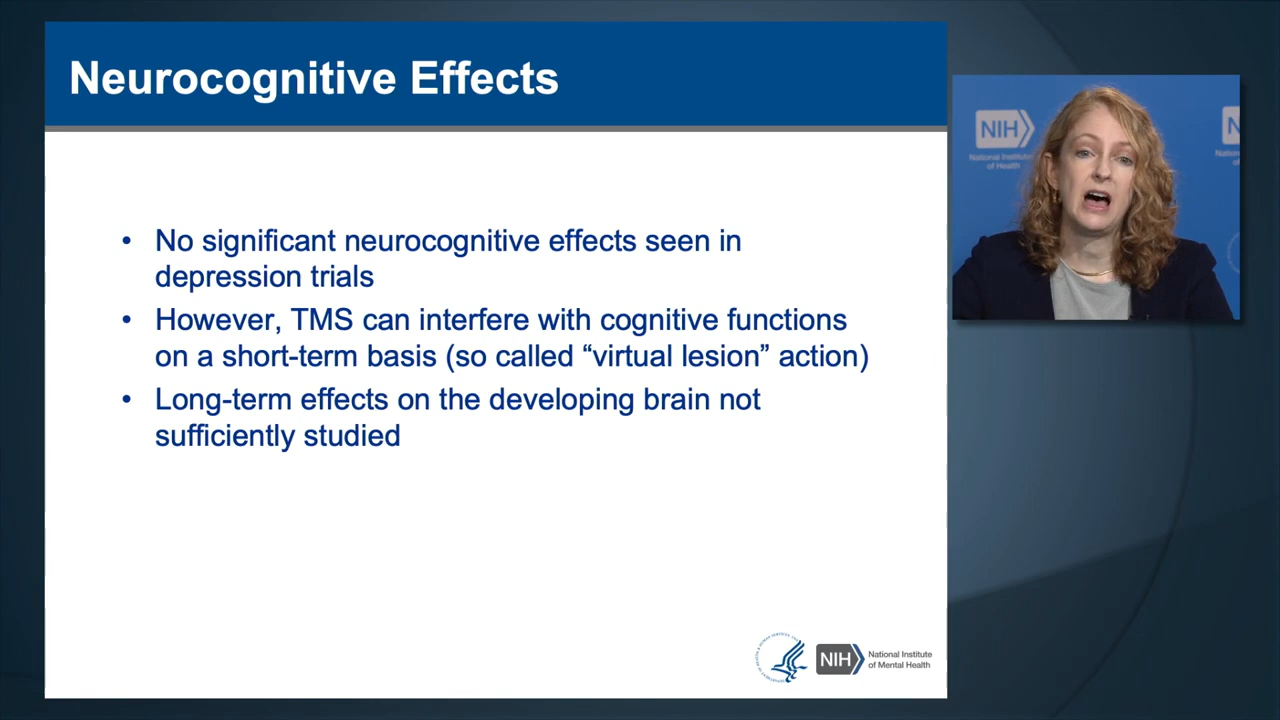 Neurocognitive Effects
• No significant neurocognitive effects seen in
depression trials
• However, TMS can interfere with cognitive functions
on a short-term basis (so called “virtual lesion” action)
• Long-term effects on the developing brain not
sufficiently studied
NIH
National Institute
of Mental Health
NIH
of Health